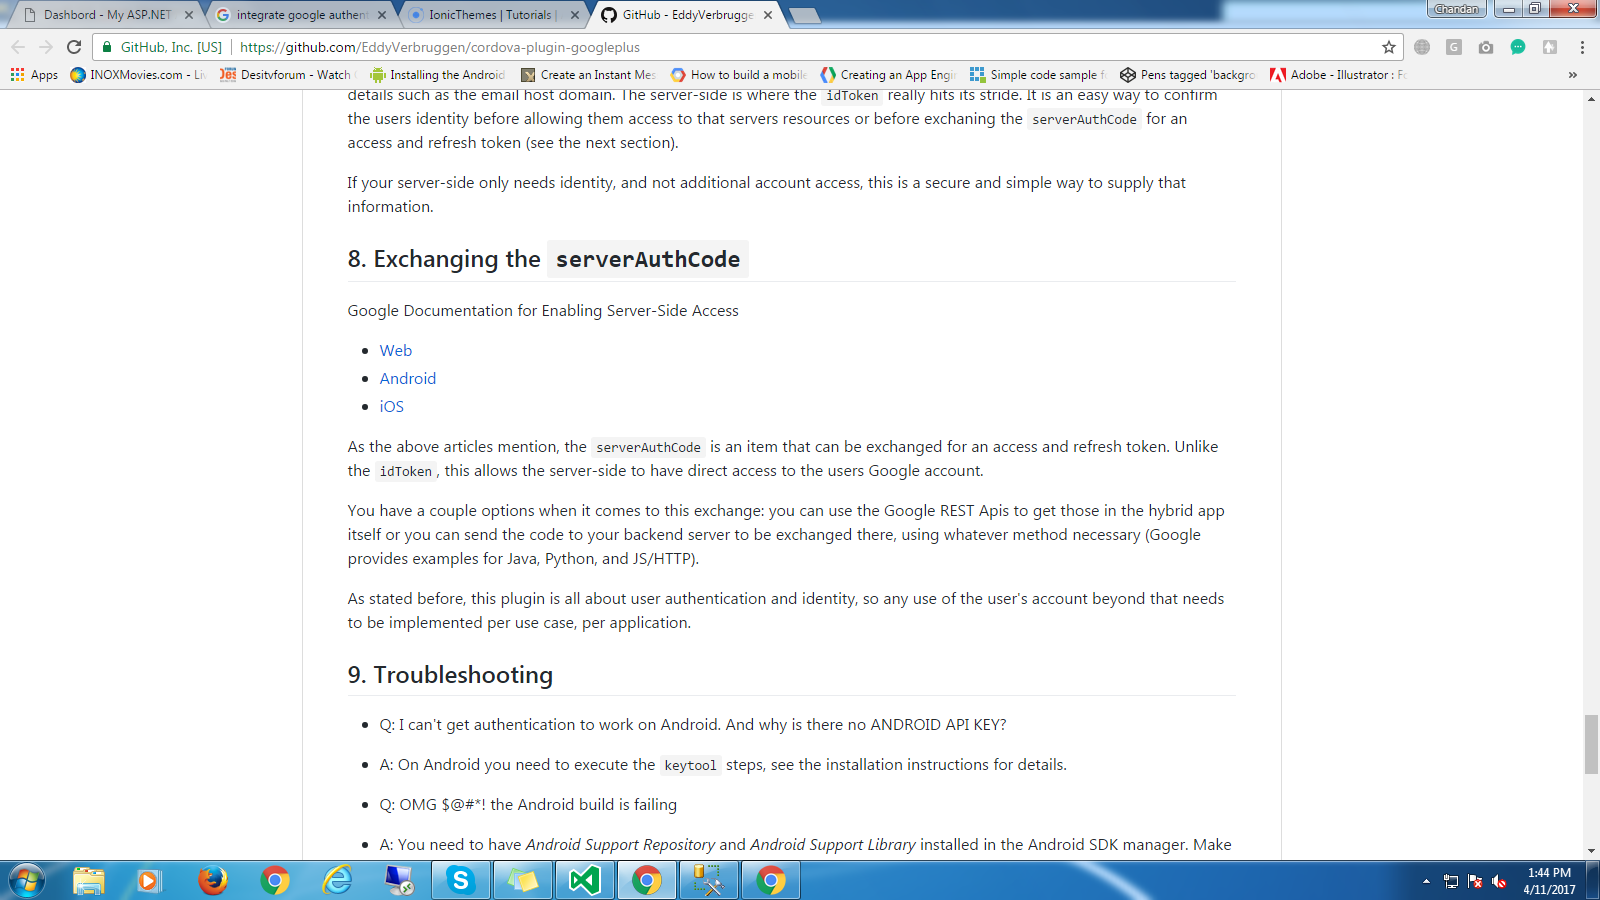 Dashbord - My ASP.NET
integrate google authent
IonicThemes | Tutorials |
GitHub - EddyVerbrugge
Chandan
GitHub, Inc. [US] | https://github.com/EddyVerbruggen/cordova-plugin-googleplus
Apps INOXMovies.com - Liv Desitvforum - Watch Installing the Android Create an Instant Mes How to build a mobile Creating an App Engin Simple code sample f Pens tagged 'backgro Adobe - Illustrator : Fo »
details such as the email host domain. The server-side is where the idToken really hits its stride. It is an easy way to confirm
the users identity before allowing them access to that servers resources or before exchaning the serverAuthCode for an
access and refresh token (see the next section).
If your server-side only needs identity, and not additional account access, this is a secure and simple way to supply that
information.
8. Exchanging the serverAuthCode
Google Documentation for Enabling Server-Side Access
• Web
• Android
• iOS
As the above articles mention, the serverAuthCode is an item that can be exchanged for an access and refresh token. Unlike
the idToken, this allows the server-side to have direct access to the users Google account.
You have a couple options when it comes to this exchange: you can use the Google REST Apis to get those in the hybrid app
itself or you can send the code to your backend server to be exchanged there, using whatever method necessary (Google
provides examples for Java, Python, and JS/HTTP).
As stated before, this plugin is all about user authentication and identity, so any use of the user's account beyond that needs
to be implemented per use case, per application.
9. Troubleshooting
• Q: I can't get authentication to work on Android. And why is there no ANDROID API KEY?
• A: On Android you need to execute the keytool steps, see the installation instructions for details.
• Q: OMG $@#*! the Android build is failing
• A: You need to have Android Support Repository and Android Support Library installed in the Android SDK manager. Make
1:44 PM
4/11/2017